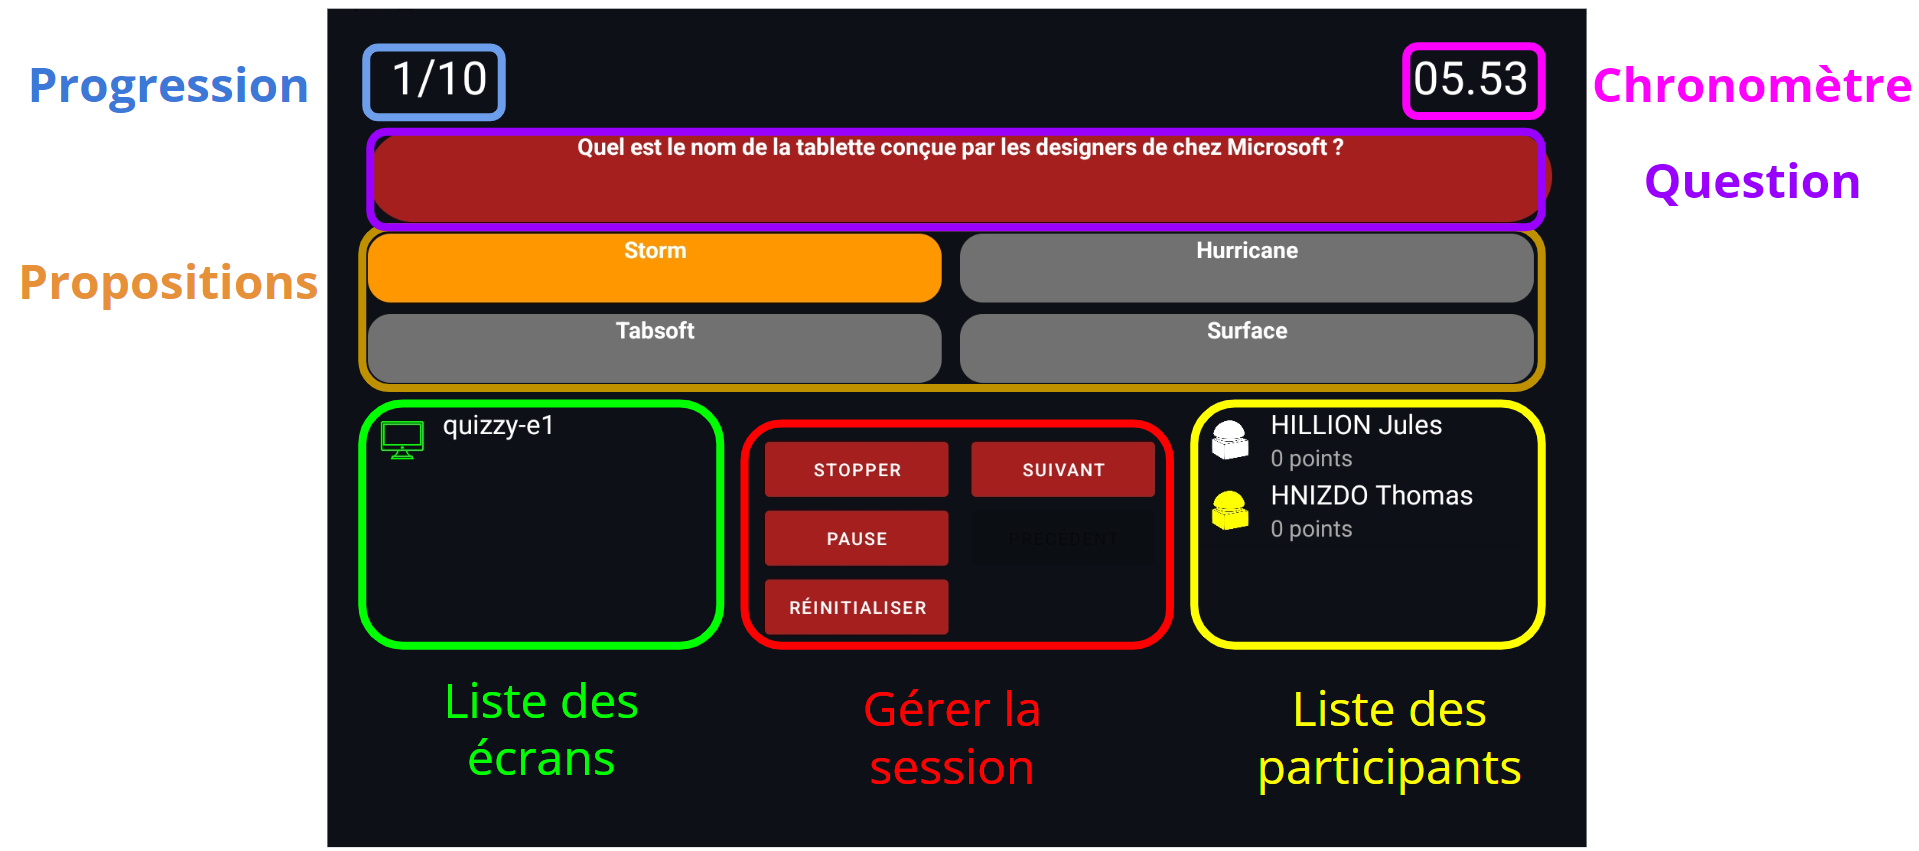 Progression
1/10
05.53
Chronomètre
Quel est le nom de la tablette conçue par les designers de chez Microsoft ?
Question
Propositions
Storm
Hurricane
Tabsoft
Surface
quizzy-e1
STOPPER
SUIVANT
PAUSE
PRÉCÉDENT
RÉINITIALISER
HILLION Jules
0 points
HNIZDO Thomas
0 points
Liste des
écrans
Gérer la
session
Liste des
participants